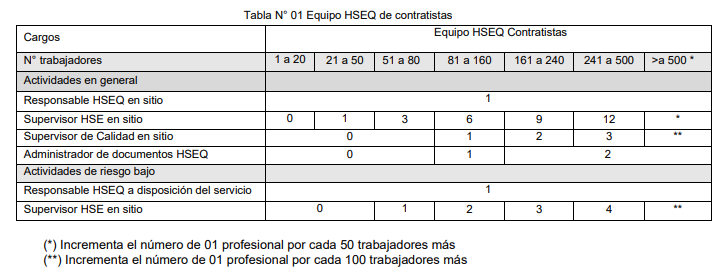 Tabla N° 01 Equipo HSEQ de contratistas
Cargos Equipo HSEQ Contratistas
N° trabajadores 1 a 20 21 a 50 51 a 80 81 a 160 161 a 240 241 a 500 >a 500 *
Actividades en general
Responsable HSEQ en sitio 1
Supervisor HSE en sitio 0 1 3 6 9 12 *
Supervisor de Calidad en sitio 0 1 2 3 **
Administrador de documentos HSEQ 0 1 2
Actividades de riesgo bajo
Responsable HSEQ a disposición del servicio 1
Supervisor HSE en sitio 0 1 2 3 4 **
(*) Incrementa el número de 01 profesional por cada 50 trabajadores más
(**) Incrementa el número de 01 profesional por cada 100 trabajadores más